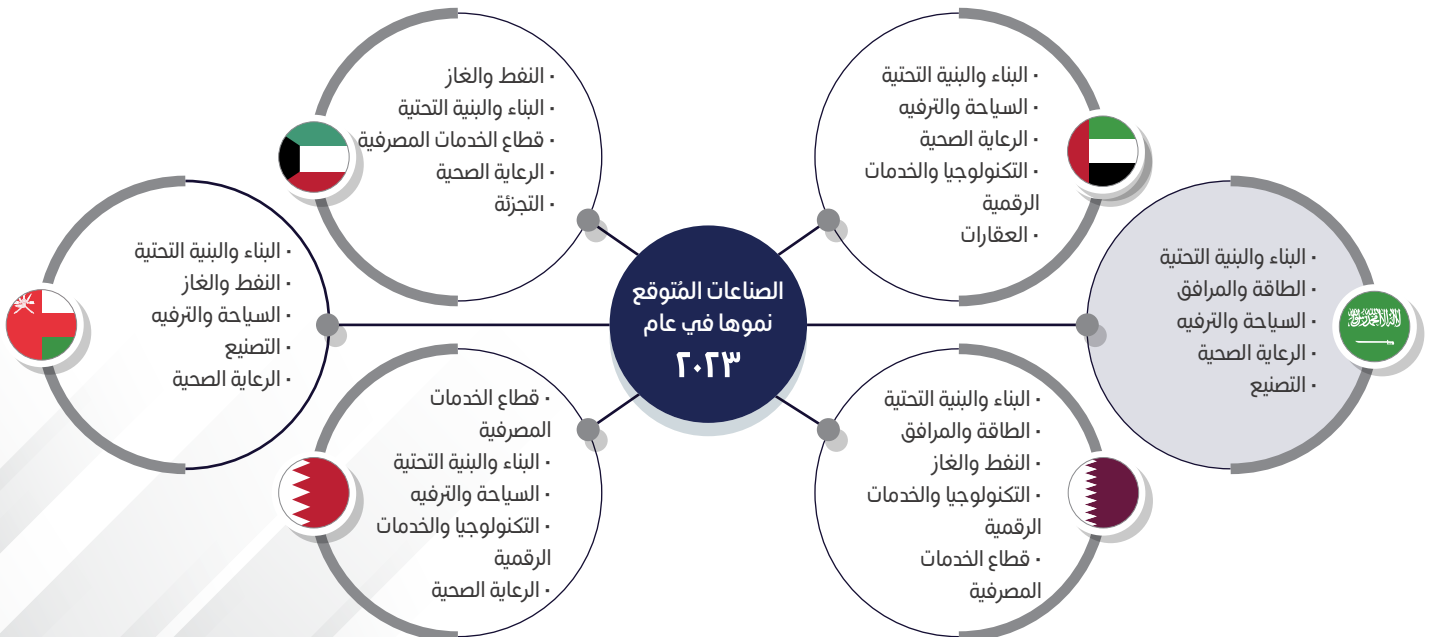 الصناعات المُتوقع
نموها في عام
٢٠٢٣
· البناء والبنية التحتية
· السياحة والترفيه
· الرعاية الصحية
· التكنولوجيا والخدمات
الرقمية
· العقارات
· النفط والغاز
· البناء والبنية التحتية
· قطاع الخدمات المصرفية
· الرعاية الصحية
· التجزئة
· البناء والبنية التحتية
· الطاقة والمرافق
· السياحة والترفيه
· الرعاية الصحية
· التصنيع
· البناء والبنية التحتية
· النفط والغاز
· السياحة والترفيه
· التصنيع
· الرعاية الصحية
· البناء والبنية التحتية
· الطاقة والمرافق
· النفط والغاز
· التكنولوجيا والخدمات
الرقمية
· قطاع الخدمات
المصرفية
· قطاع الخدمات
المصرفية
· البناء والبنية التحتية
· السياحة والترفيه
· التكنولوجيا والخدمات
الرقمية
· الرعاية الصحية